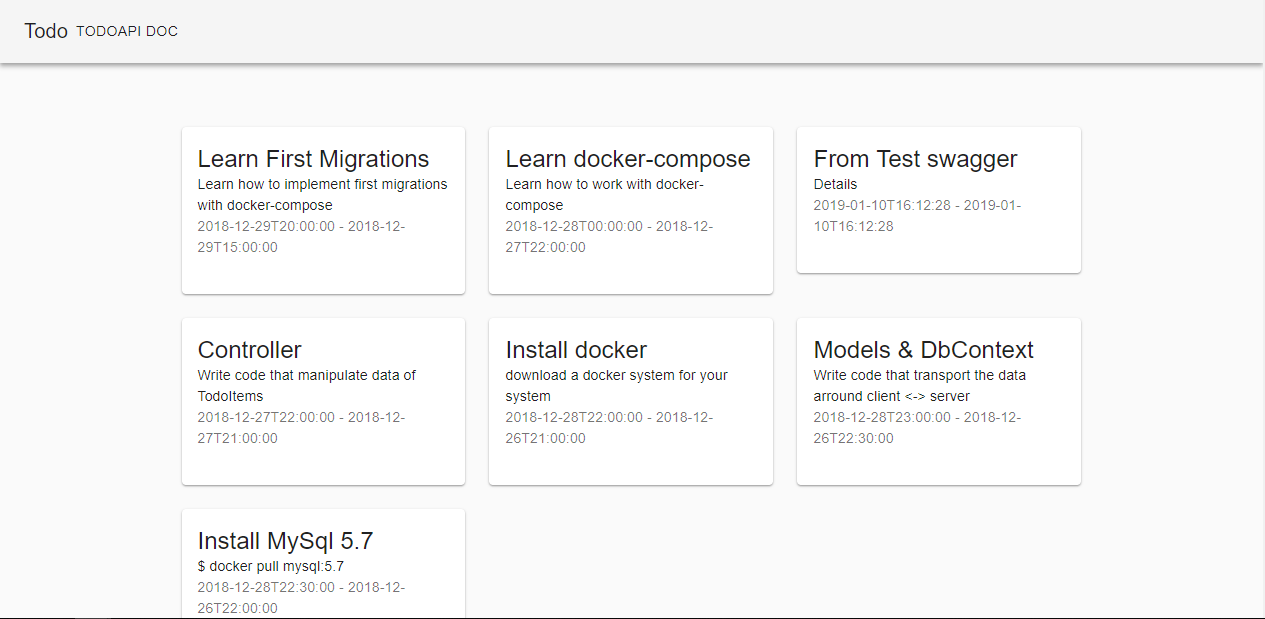 Todo TODOAPI DOC
Learn First Migrations
Learn how to implement first migrations
with docker-compose
2018-12-29T20:00:00 - 2018-12-
29T15:00:00
Learn docker-compose
Learn how to work with docker-
compose
2018-12-28T00:00:00 - 2018-12-
27T22:00:00
From Test swagger
Details
2019-01-10T16:12:28 - 2019-01-
10T16:12:28
Controller
Write code that manipulate data of
TodoItems
2018-12-27T22:00:00 - 2018-12-
27T21:00:00
Install docker
download a docker system for your
system
2018-12-28T22:00:00 - 2018-12-
26T21:00:00
Models & DbContext
Write code that transport the data
arround client <-> server
2018-12-28T23:00:00 - 2018-12-
26T22:30:00
Install MySql 5.7
$ docker pull mysql:5.7
2018-12-28T22:30:00 - 2018-12-
26T22:00:00